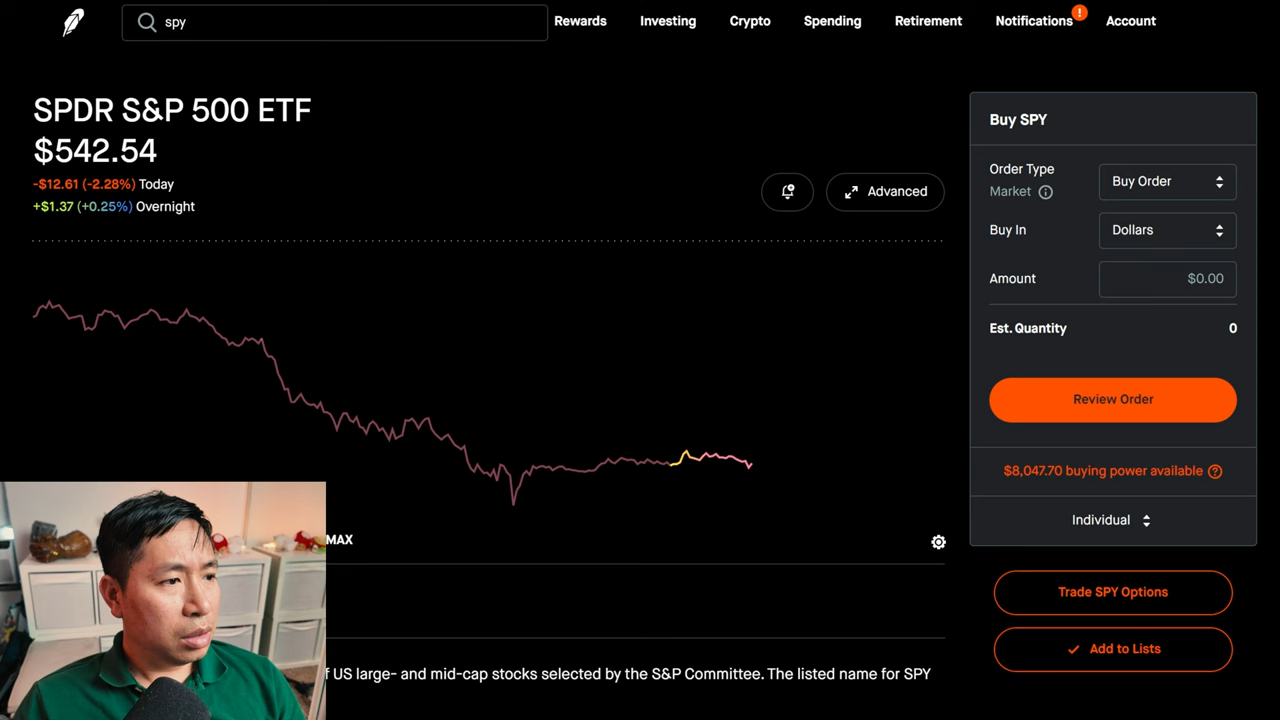 spy
Rewards
Investing
Crypto
Spending
Retirement
Notifications
!
Account
SPDR S&P 500 ETF
$542.54
-$12.61 (-2.28%) Today
+$1.37 (+0.25%) Overnight
Advanced
MAX
f US large- and mid-cap stocks selected by the S&P Committee. The listed name for SPY
Buy SPY
Order Type
Market
Buy Order
Buy In
Dollars
Amount
$0.00
Est. Quantity
0
Review Order
$8,047.70 buying power available
Individual
Trade SPY Options
Add to Lists